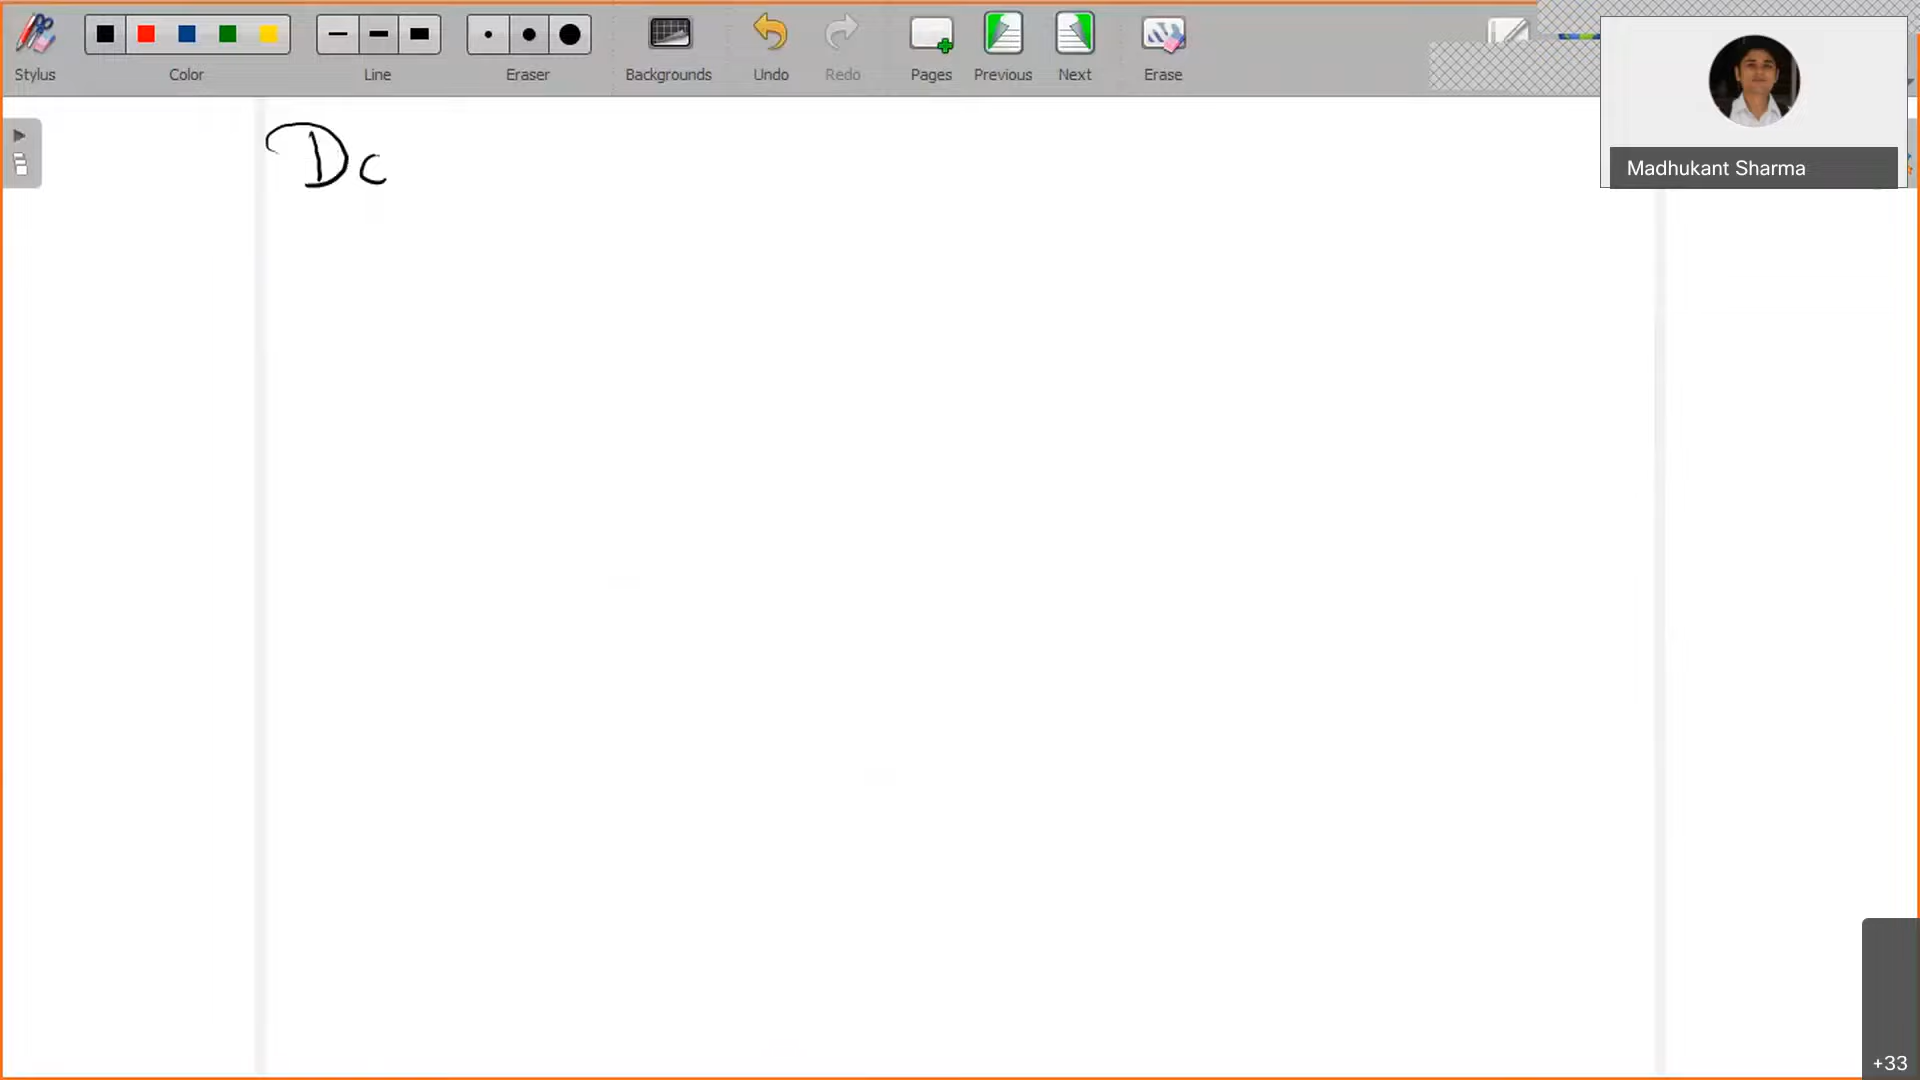 Stylus Color Line Eraser Backgrounds Undo Redo Pages Previous Next Erase
Madhukant Sharma
Dc
+33